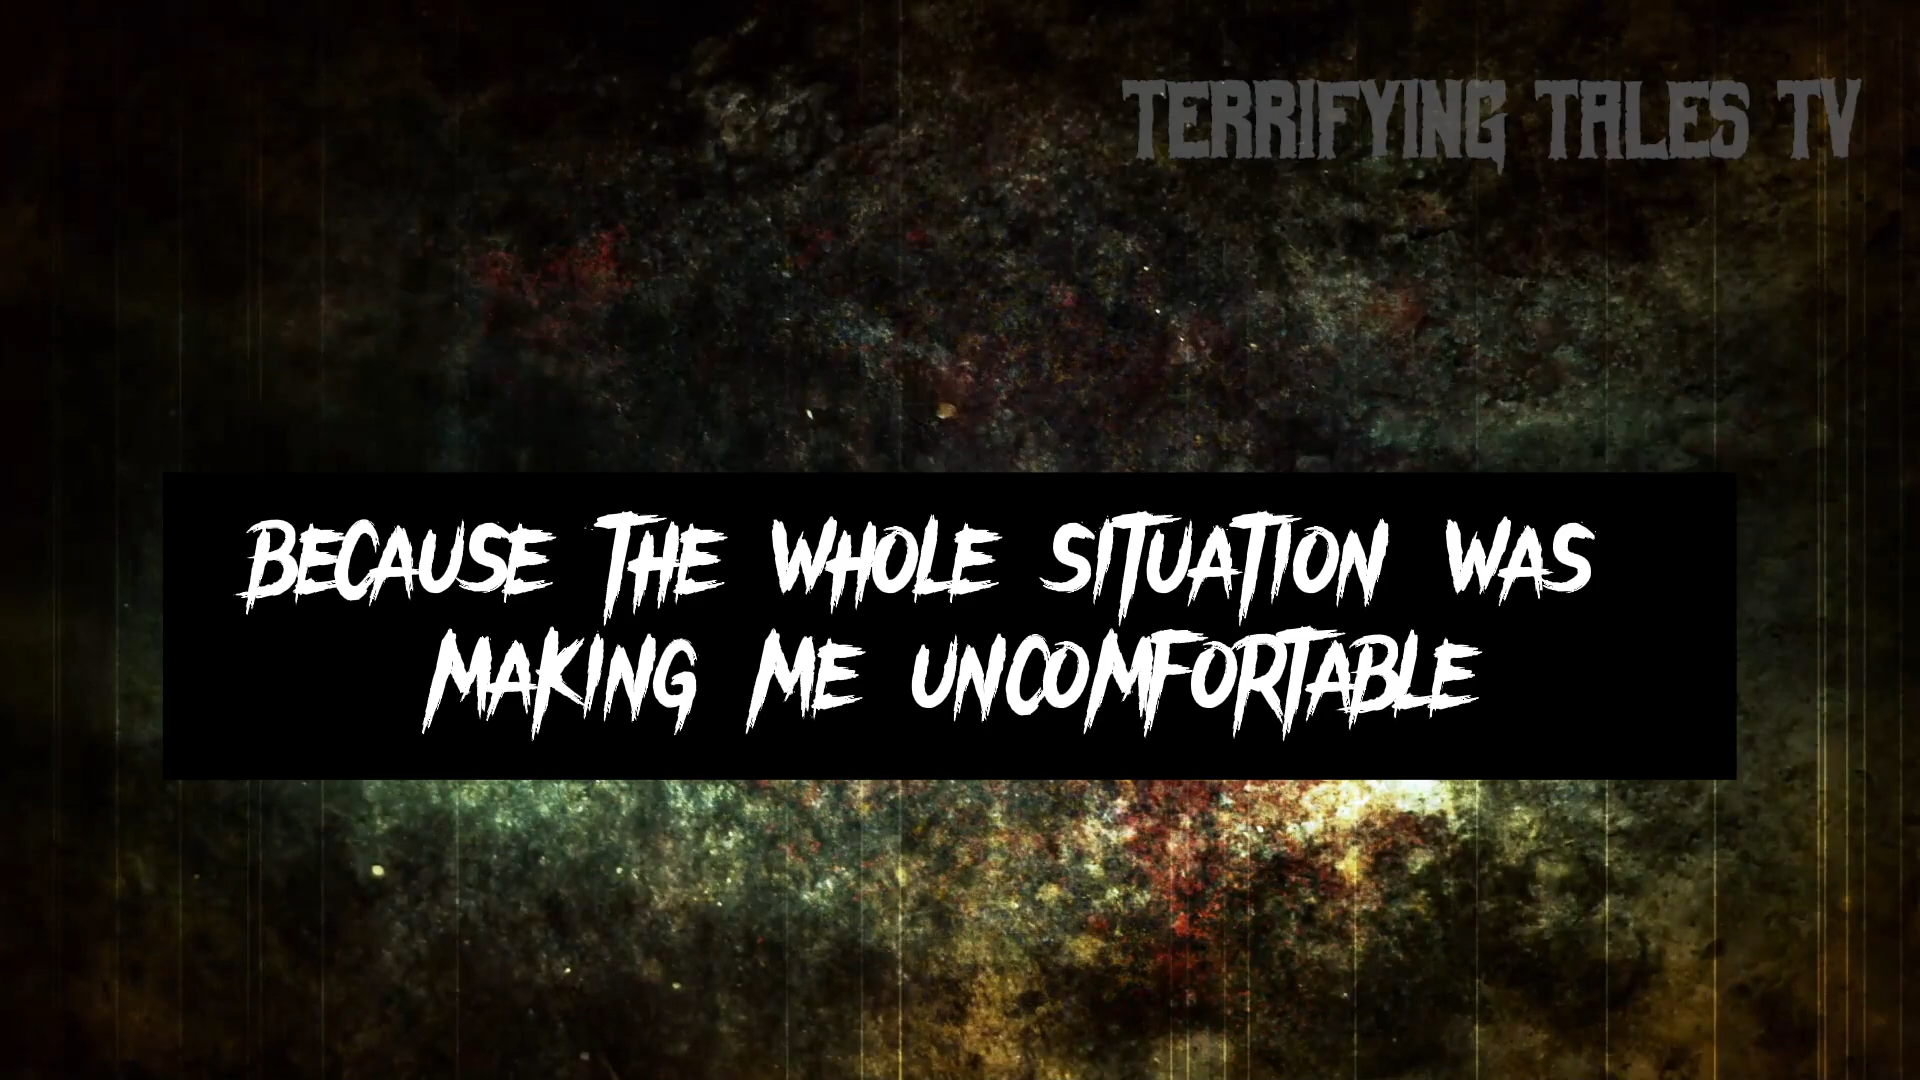 TERRIFYING TALES TV
BECAUSE THE WHOLE SITUATION WAS
MAKING ME UNCOMFORTABLE